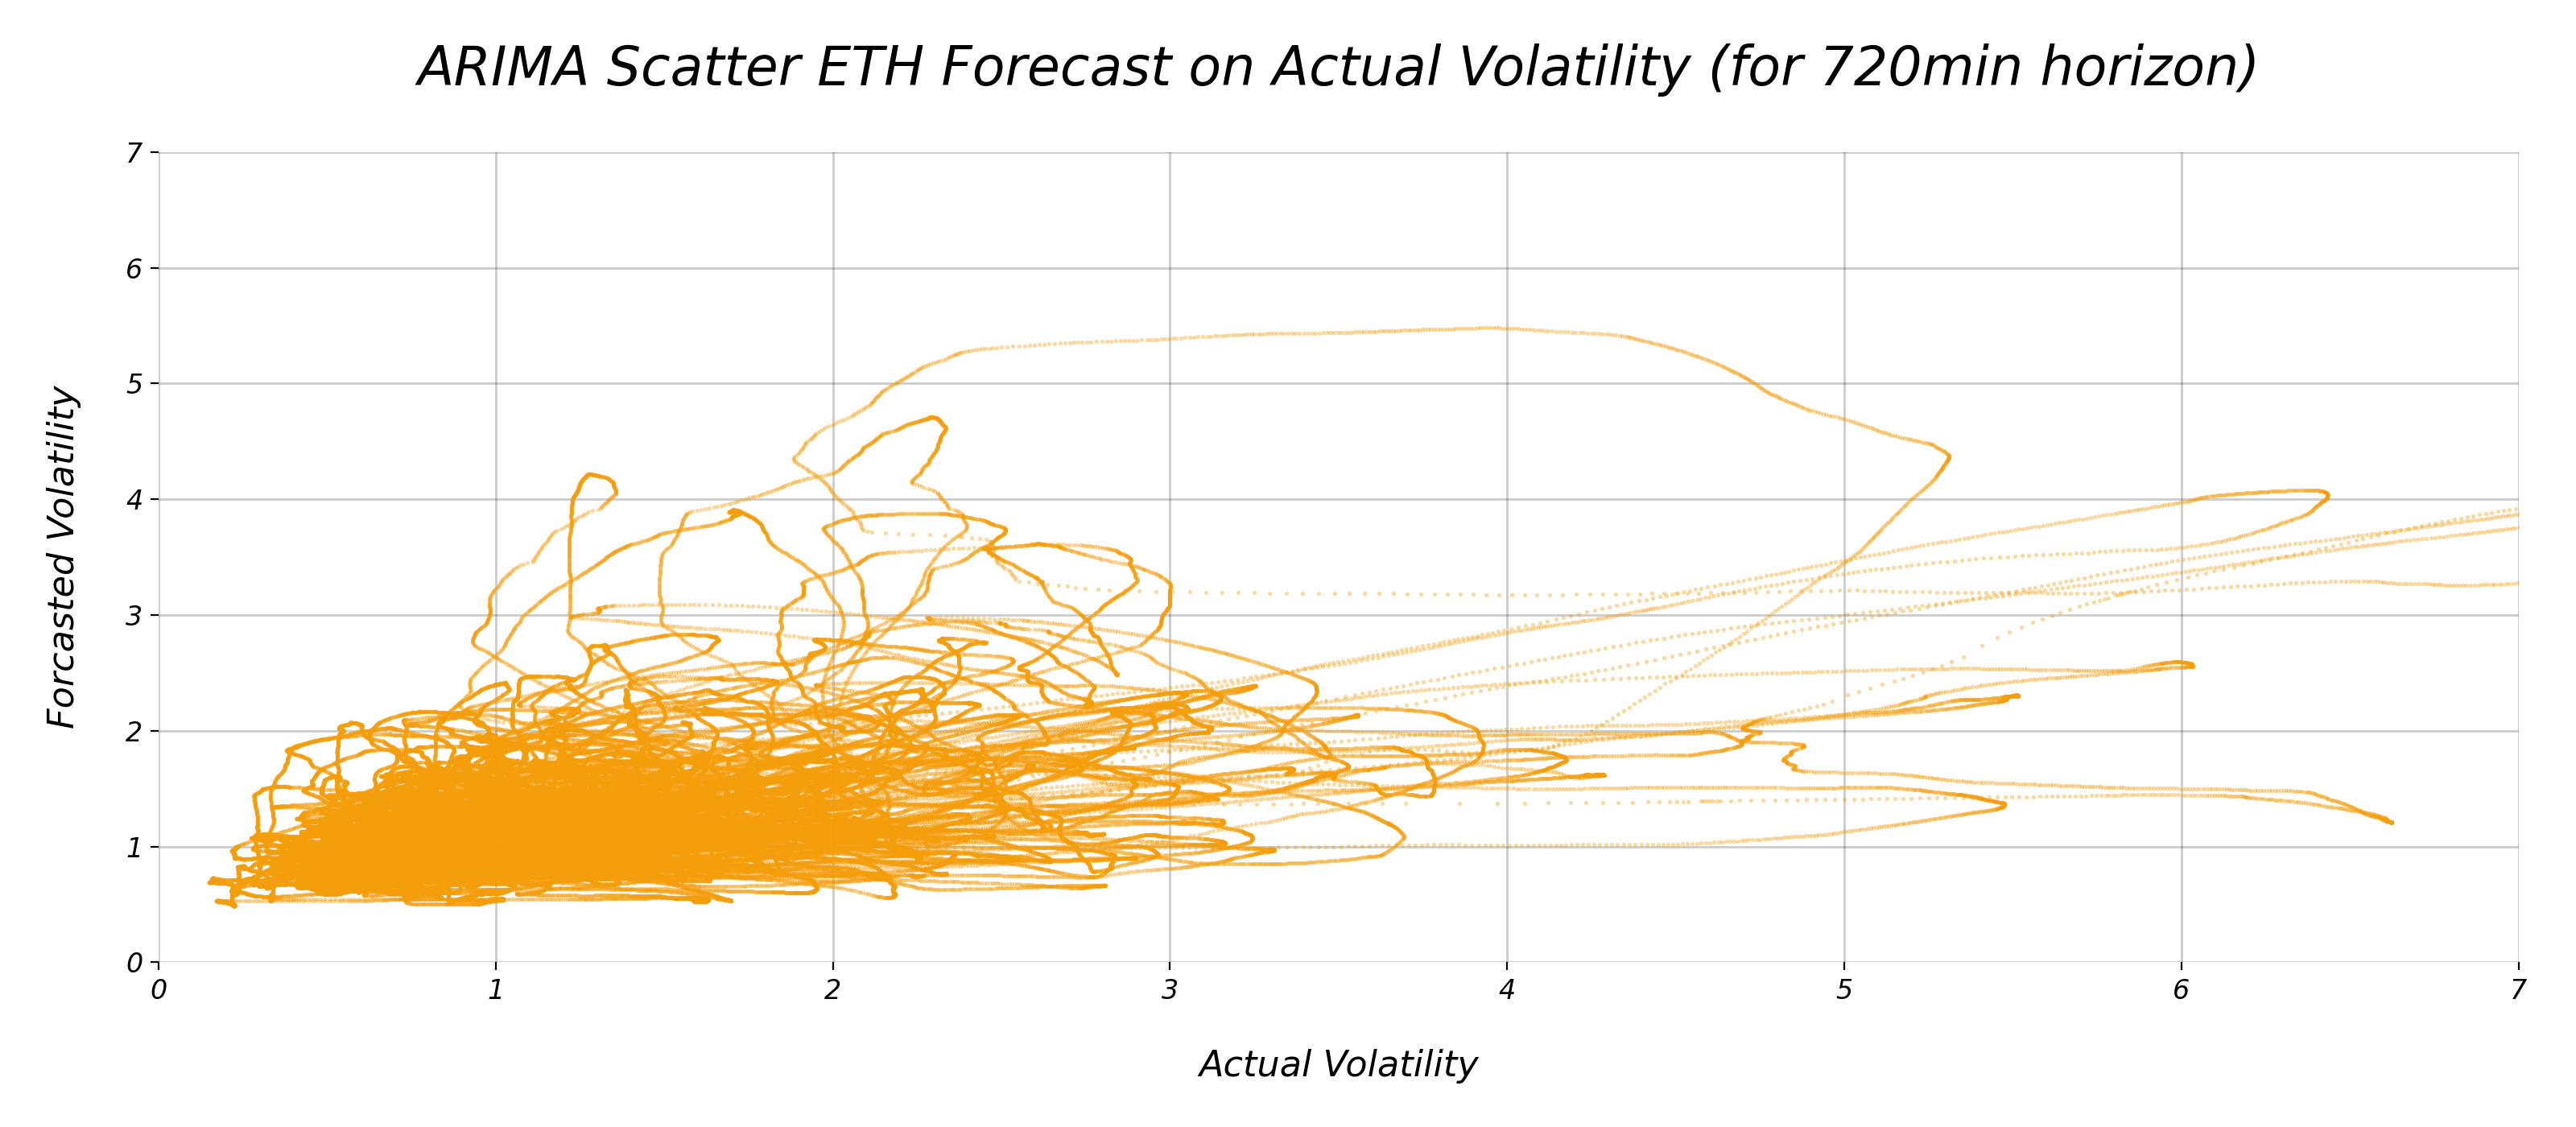 ARIMA Scatter ETH Forecast on Actual Volatility (for 720min horizon)
Forcasted Volatility
7
6
5
4
3
2
1
0
0 1 2 3 4 5 6 7
Actual Volatility